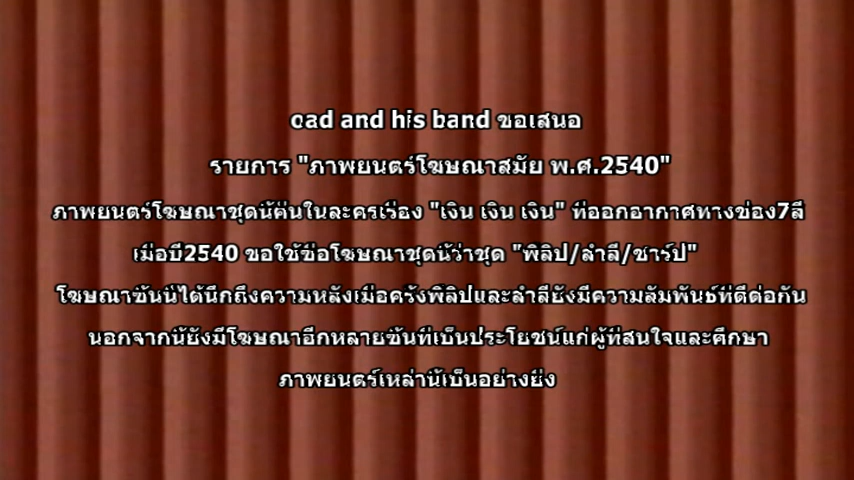 oad and his band ขอเสนอ
รายการ "ภาพยนตร์โฆษณาสมัย พ.ศ.2540"
ภาพยนตร์โฆษณาชุดนี้คั่นในละครเรื่อง "เงิน เงิน เงิน" ที่ออกอากาศทางช่อง7สี
เมื่อปี2540 ขอใช้ชื่อโฆษณาชุดนี้ว่าชุด "พิลิป/สำลี/ชาร์ป"
โฆษณาชิ้นนี้ได้นึกถึงความหลังเมื่อครั้งพิลิปและสำลียังมีความสัมพันธ์ที่ดีต่อกัน
นอกจากนี้ยังมีโฆษณาอีกหลายชิ้นที่เป็นประโยชน์แก่ผู้ที่สนใจและศึกษา
ภาพยนตร์เหล่านี้เป็นอย่างยิ่ง